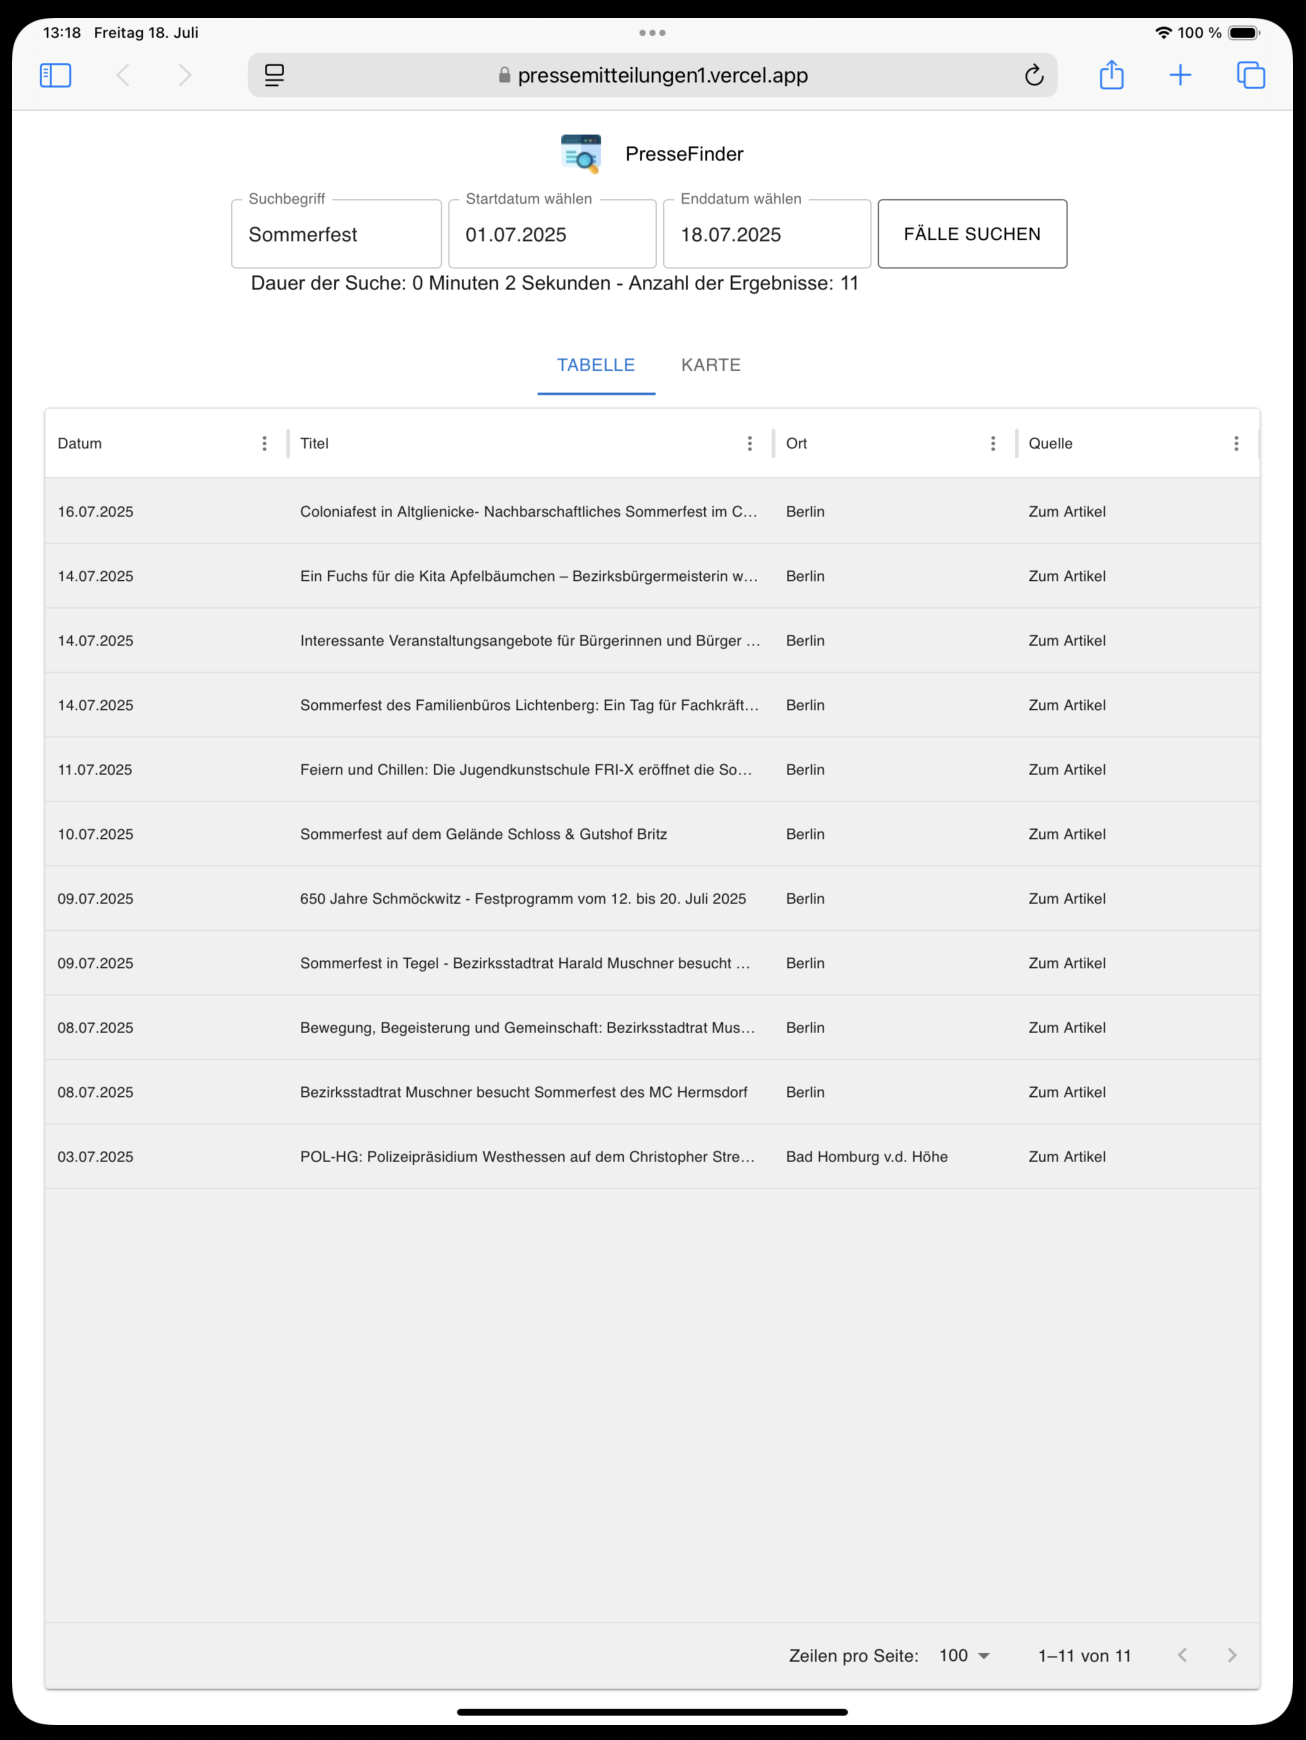 13:18 Freitag 18. Juli
100 %
pressemitteilungen1.vercel.app
PresseFinder
Suchbegriff Startdatum wählen Enddatum wählen
Sommerfest 01.07.2025 18.07.2025 FÄLLE SUCHEN
Dauer der Suche: 0 Minuten 2 Sekunden - Anzahl der Ergebnisse: 11
TABELLE KARTE
Datum Titel Ort Quelle
16.07.2025 Coloniafest in Altglienicke- Nachbarschaftliches Sommerfest im C... Berlin Zum Artikel
14.07.2025 Ein Fuchs für die Kita Apfelbäumchen – Bezirksbürgermeisterin w... Berlin Zum Artikel
14.07.2025 Interessante Veranstaltungsangebote für Bürgerinnen und Bürger ... Berlin Zum Artikel
14.07.2025 Sommerfest des Familienbüros Lichtenberg: Ein Tag für Fachkräft... Berlin Zum Artikel
11.07.2025 Feiern und Chillen: Die Jugendkunstschule FRI-X eröffnet die So... Berlin Zum Artikel
10.07.2025 Sommerfest auf dem Gelände Schloss & Gutshof Britz Berlin Zum Artikel
09.07.2025 650 Jahre Schmöckwitz - Festprogramm vom 12. bis 20. Juli 2025 Berlin Zum Artikel
09.07.2025 Sommerfest in Tegel - Bezirksstadtrat Harald Muschner besucht ... Berlin Zum Artikel
08.07.2025 Bewegung, Begeisterung und Gemeinschaft: Bezirksstadtrat Mus... Berlin Zum Artikel
08.07.2025 Bezirksstadtrat Muschner besucht Sommerfest des MC Hermsdorf Berlin Zum Artikel
03.07.2025 POL-HG: Polizeipräsidium Westhessen auf dem Christopher Stre... Bad Homburg v.d. Höhe Zum Artikel
Zeilen pro Seite: 100 1–11 von 11